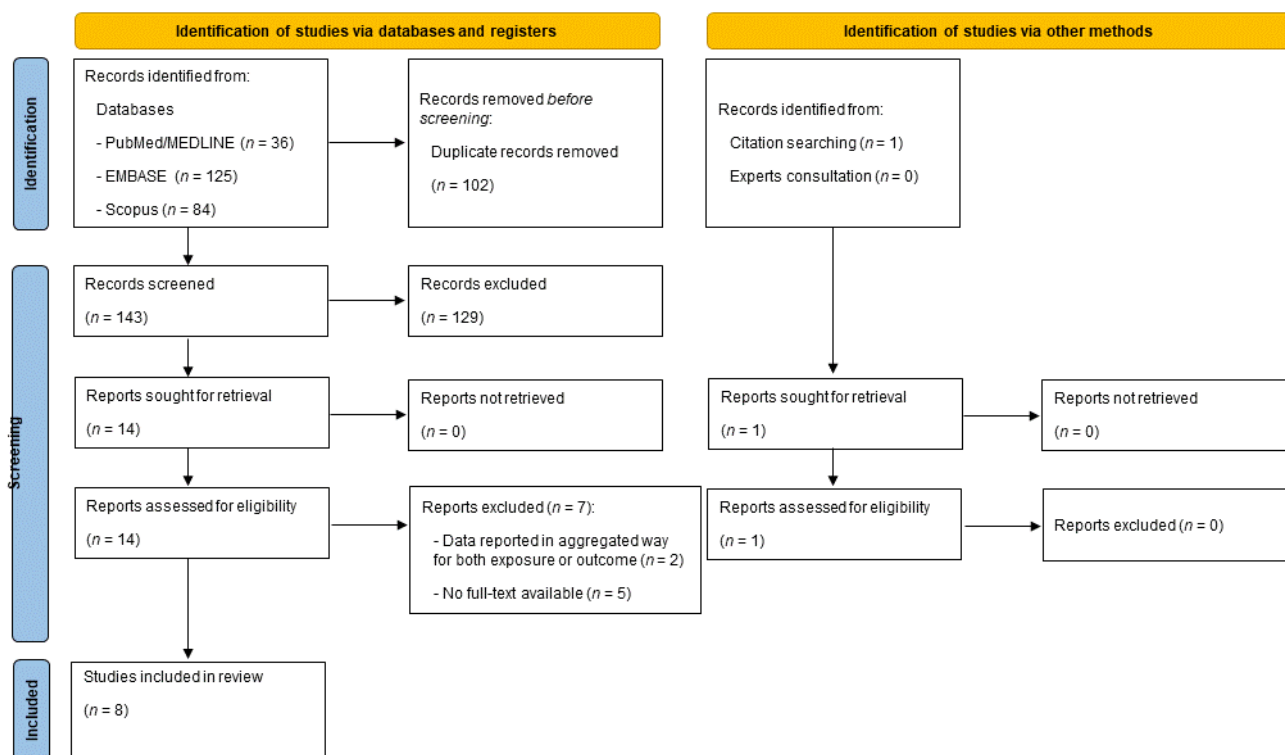 Identification of studies via databases and registers
Identification of studies via other methods
Identification
Records identified from:
Databases
- PubMed/MEDLINE (n = 36)
- EMBASE (n = 125)
- Scopus (n = 84)
Records removed before
screening:
Duplicate records removed
(n = 102)
Records identified from:
Citation searching (n = 1)
Experts consultation (n = 0)
Screening
Records screened
(n = 143)
Records excluded
(n = 129)
Reports sought for retrieval
(n = 14)
Reports not retrieved
(n = 0)
Reports sought for retrieval
(n = 1)
Reports not retrieved
(n = 0)
Reports assessed for eligibility
(n = 14)
Reports excluded (n = 7):
- Data reported in aggregated way
for both exposure or outcome (n = 2)
- No full-text available (n = 5)
Reports assessed for eligibility
(n = 1)
Reports excluded (n = 0)
Included
Studies included in review
(n = 8)